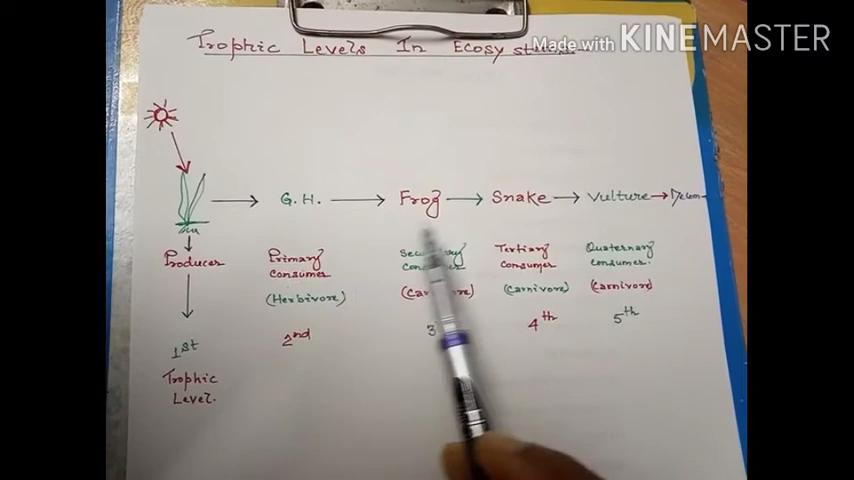 Made with KINEMASTER
Trophic Levels In
G.H.
Frog
Snake
Vulture
Producer
Primary
consumer
(Herbivore)
Tertiary
consumer
(Carnivore)
Quaternary
consumer.
(Carnivore)
1st
Trophic
Level.
2nd
3
4th
5th